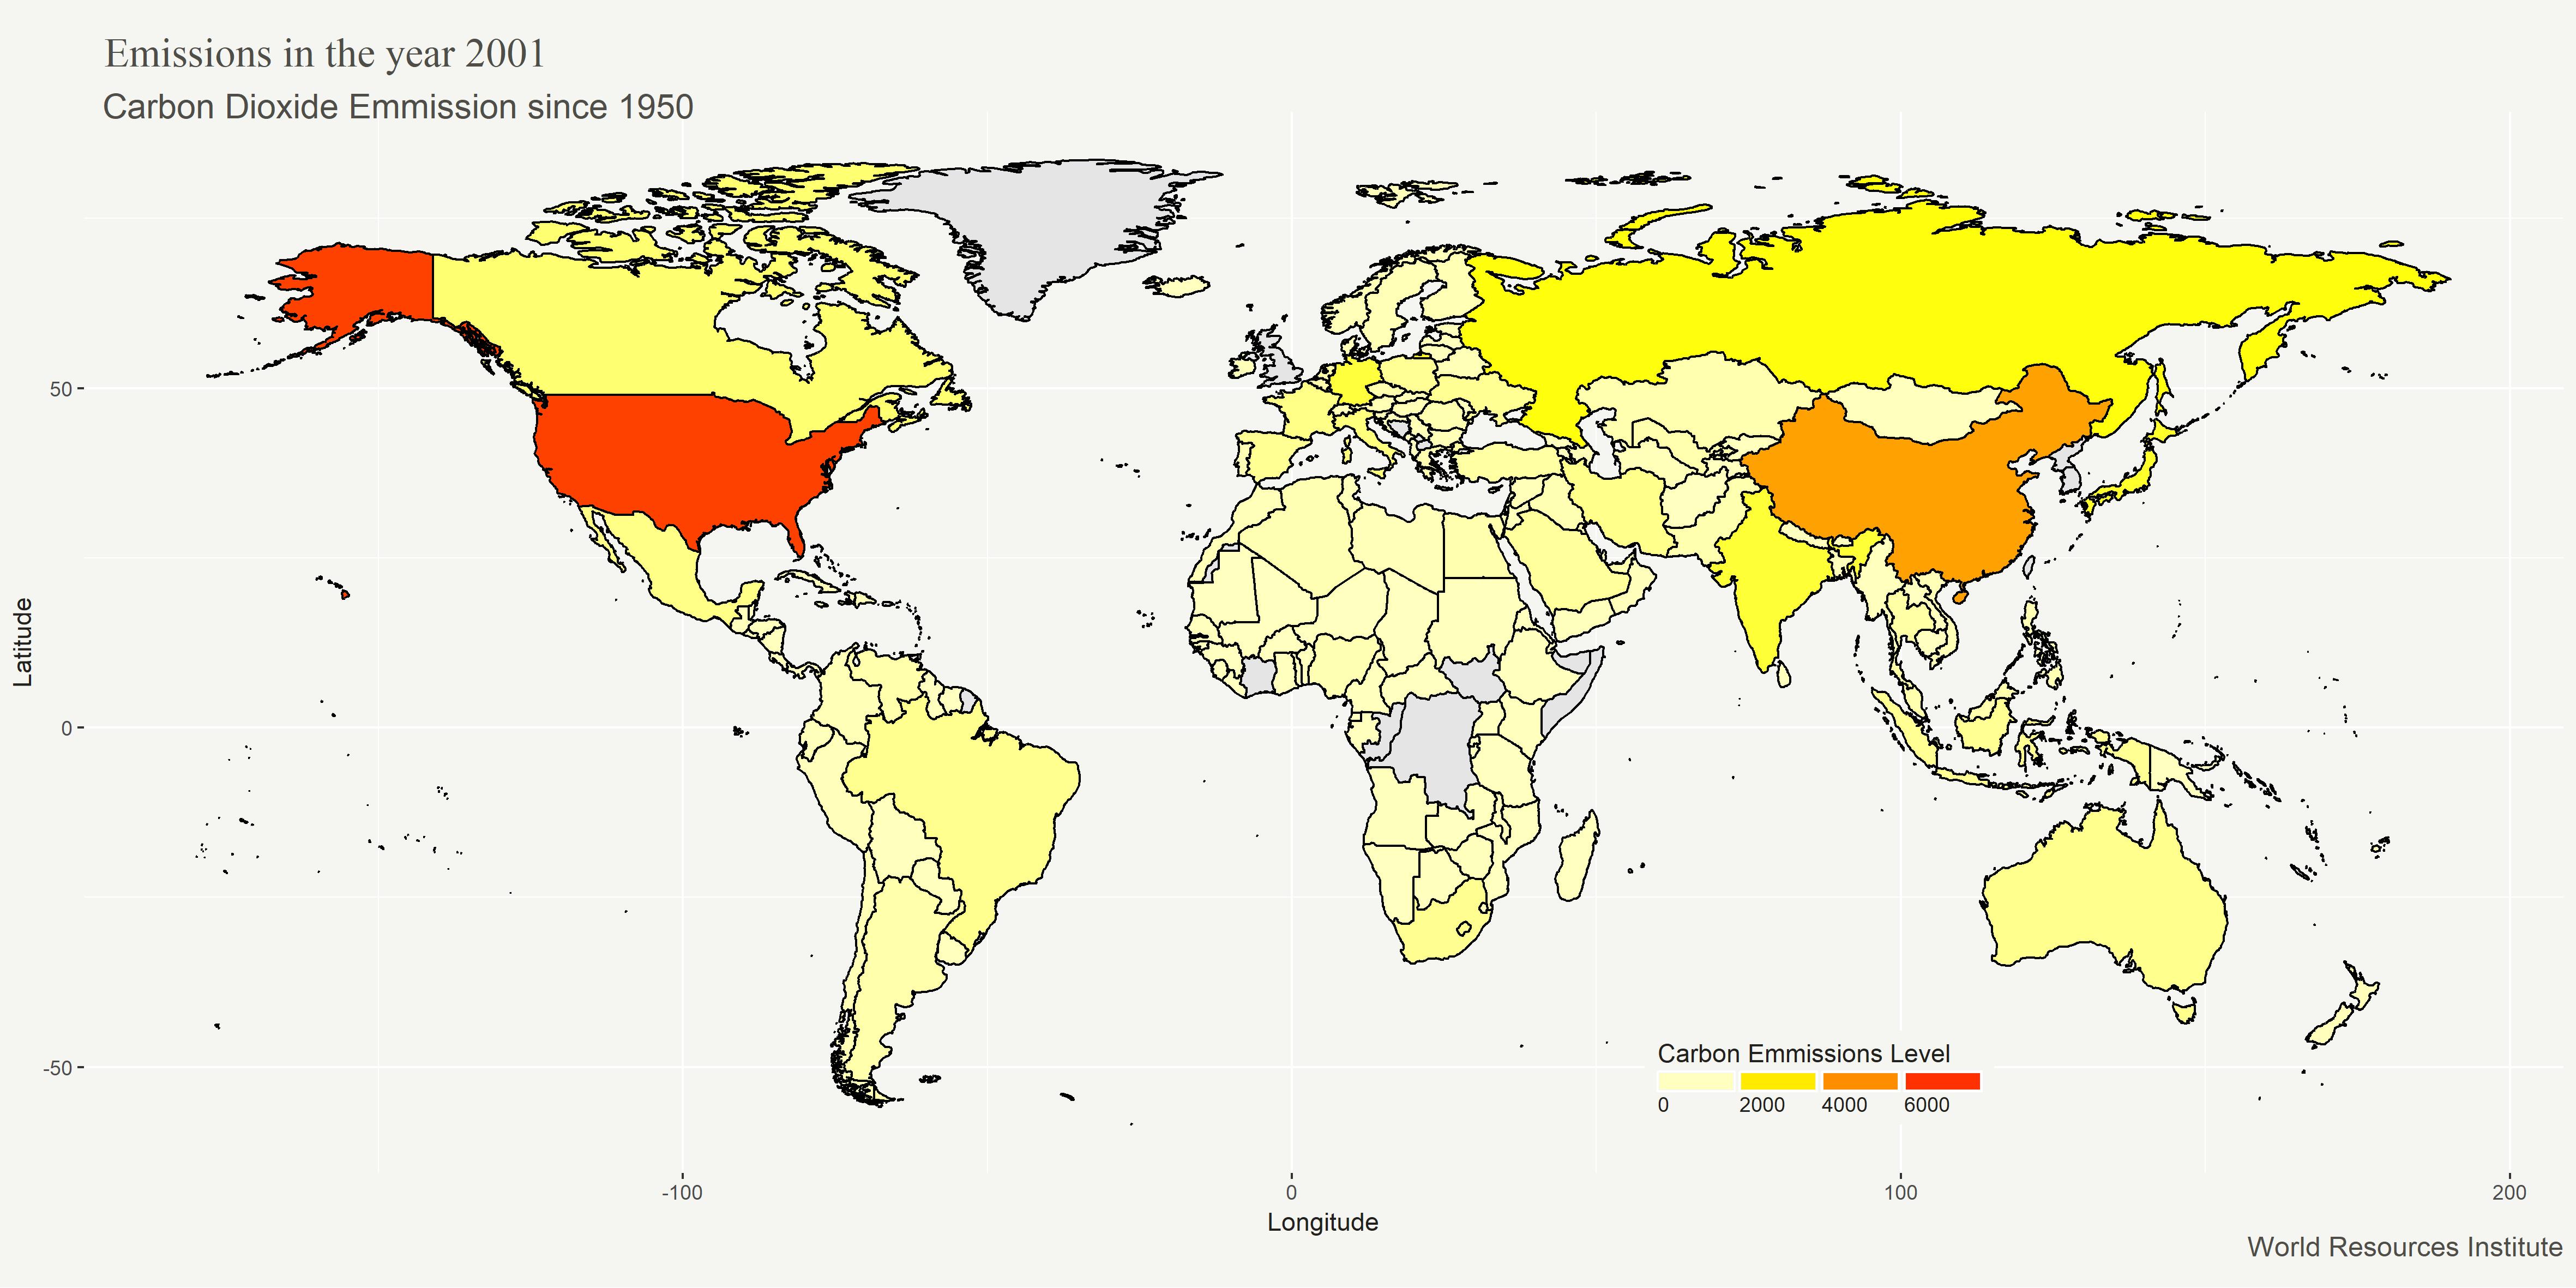 Emissions in the year 2001
Carbon Dioxide Emmission since 1950
Latitude
50
0
-50
Carbon Emmissions Level
0 2000 4000 6000
-100 0 100 200
Longitude
World Resources Institute